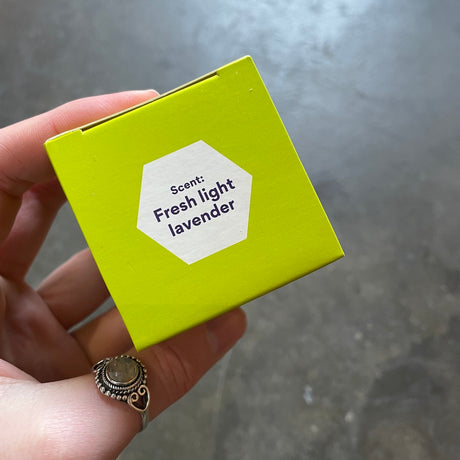 Scent:
Fresh light
lavender